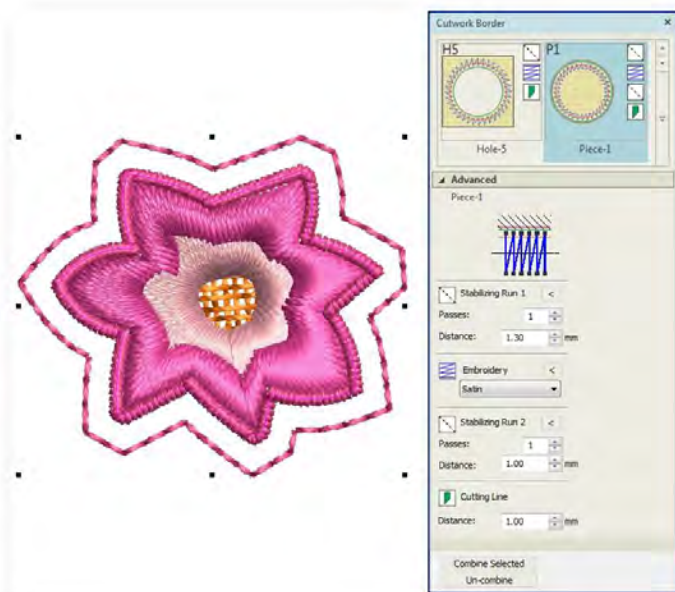 Cutwork Border
H5
P1
Hole-5
Piece-1
Advanced
Piece-1
Stabilizing Run 1 <
Passes: 1
Distance: 1.30 mm
Embroidery <
Satin
Stabilizing Run 2 <
Passes: 1
Distance: 1.00 mm
Cutting Line
Distance: 1.00 mm
Combine Selected
Un-combine